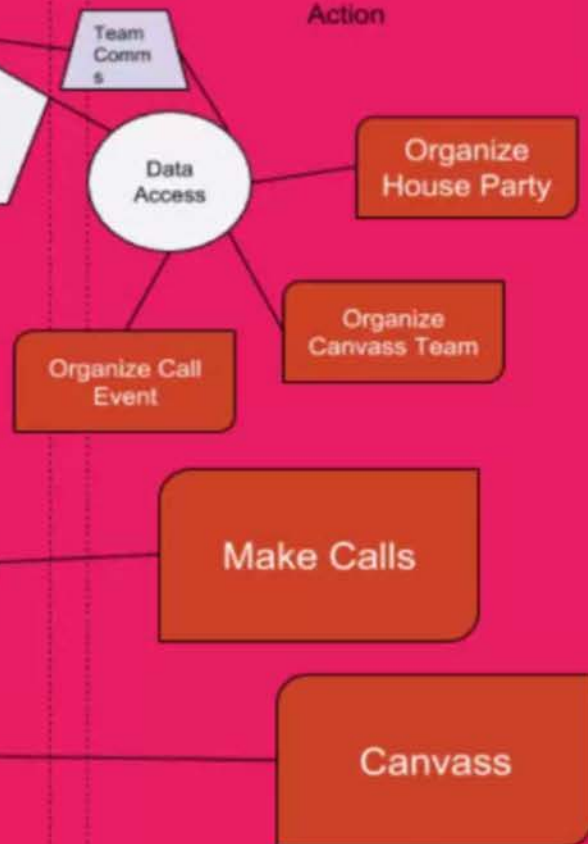 Action
Team
Comm
s
Data
Access
Organize
House Party
Organize
Canvass Team
Organize Call
Event
Make Calls
Canvass